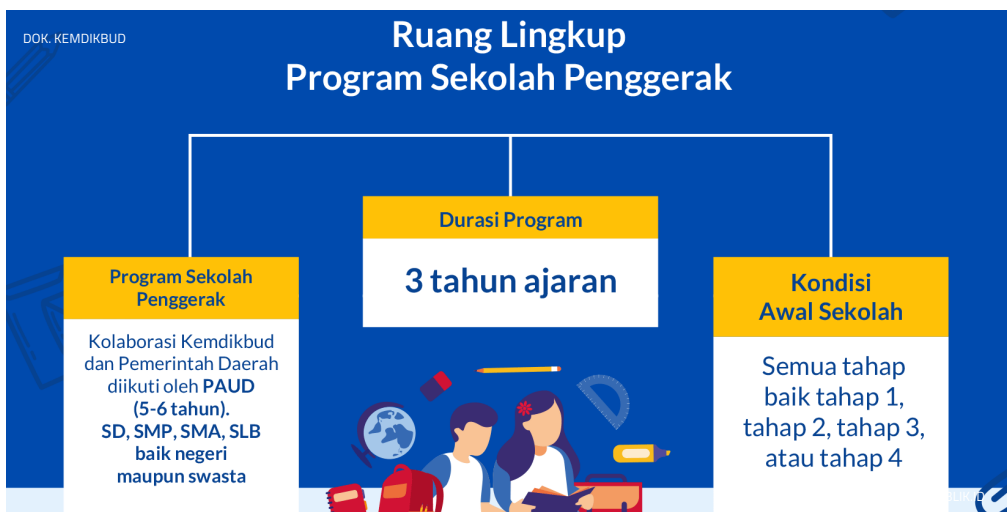 DOK. KEMDIKBUD
Ruang Lingkup
Program Sekolah Penggerak
Program Sekolah
Penggerak
Kolaborasi Kemdikbud
dan Pemerintah Daerah
diikuti oleh PAUD
(5-6 tahun).
SD, SMP, SMA, SLB
baik negeri
maupun swasta
Durasi Program
3 tahun ajaran
Kondisi
Awal Sekolah
Semua tahap
baik tahap 1,
tahap 2, tahap 3,
atau tahap 4